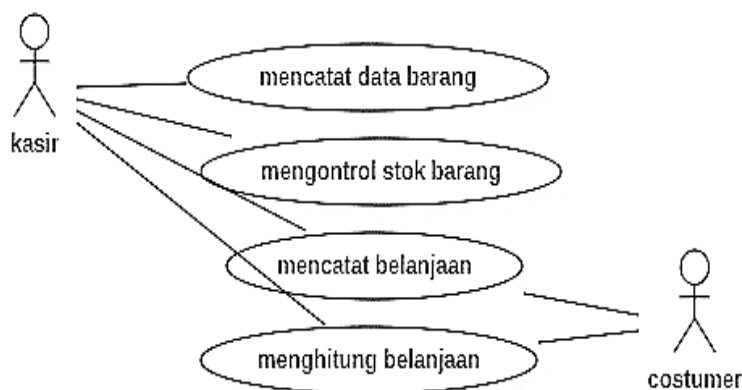 mencatat data barang
kasir
mengontrol stok barang
mencatat belanjaan
menghitung belanjaan
costumer